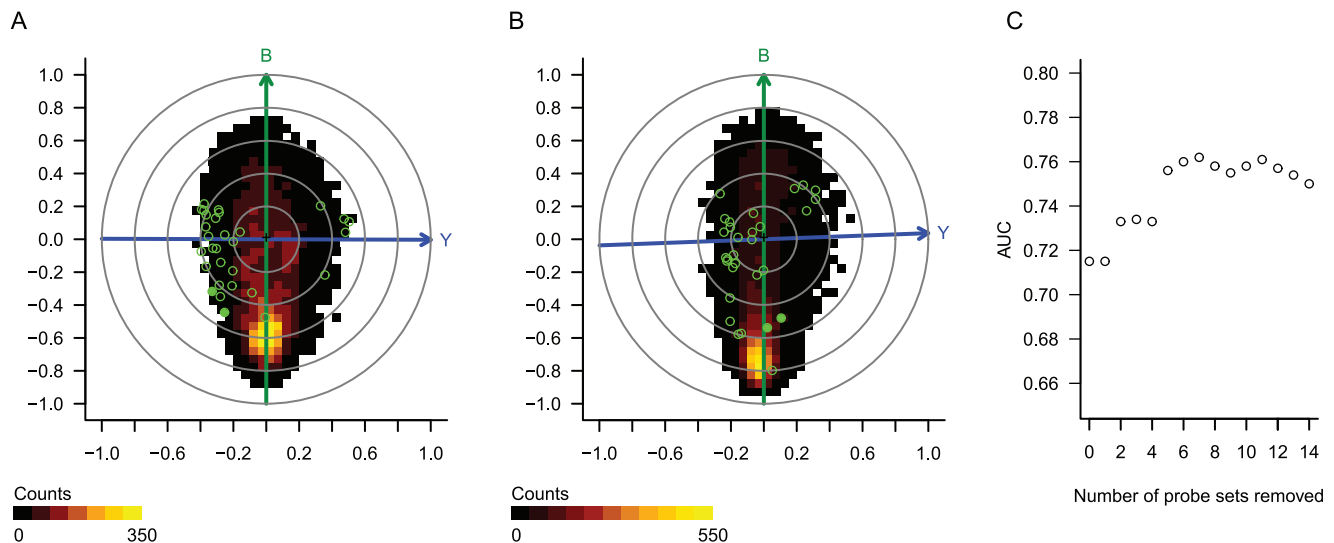 A
B
B
1.0
0.8
0.6
0.4
0.2
0.0
−0.2
−0.4
−0.6
−0.8
−1.0
Y
−1.0 −0.6 −0.2 0.2 0.6 1.0
Counts
0 350
B
1.0
0.8
0.6
0.4
0.2
0.0
−0.2
−0.4
−0.6
−0.8
−1.0
Y
−1.0 −0.6 −0.2 0.2 0.6 1.0
Counts
0 550
C
AUC
0.80
0.78
0.76
0.74
0.72
0.70
0.68
0.66
0 2 4 6 8 10 12 14
Number of probe sets removed